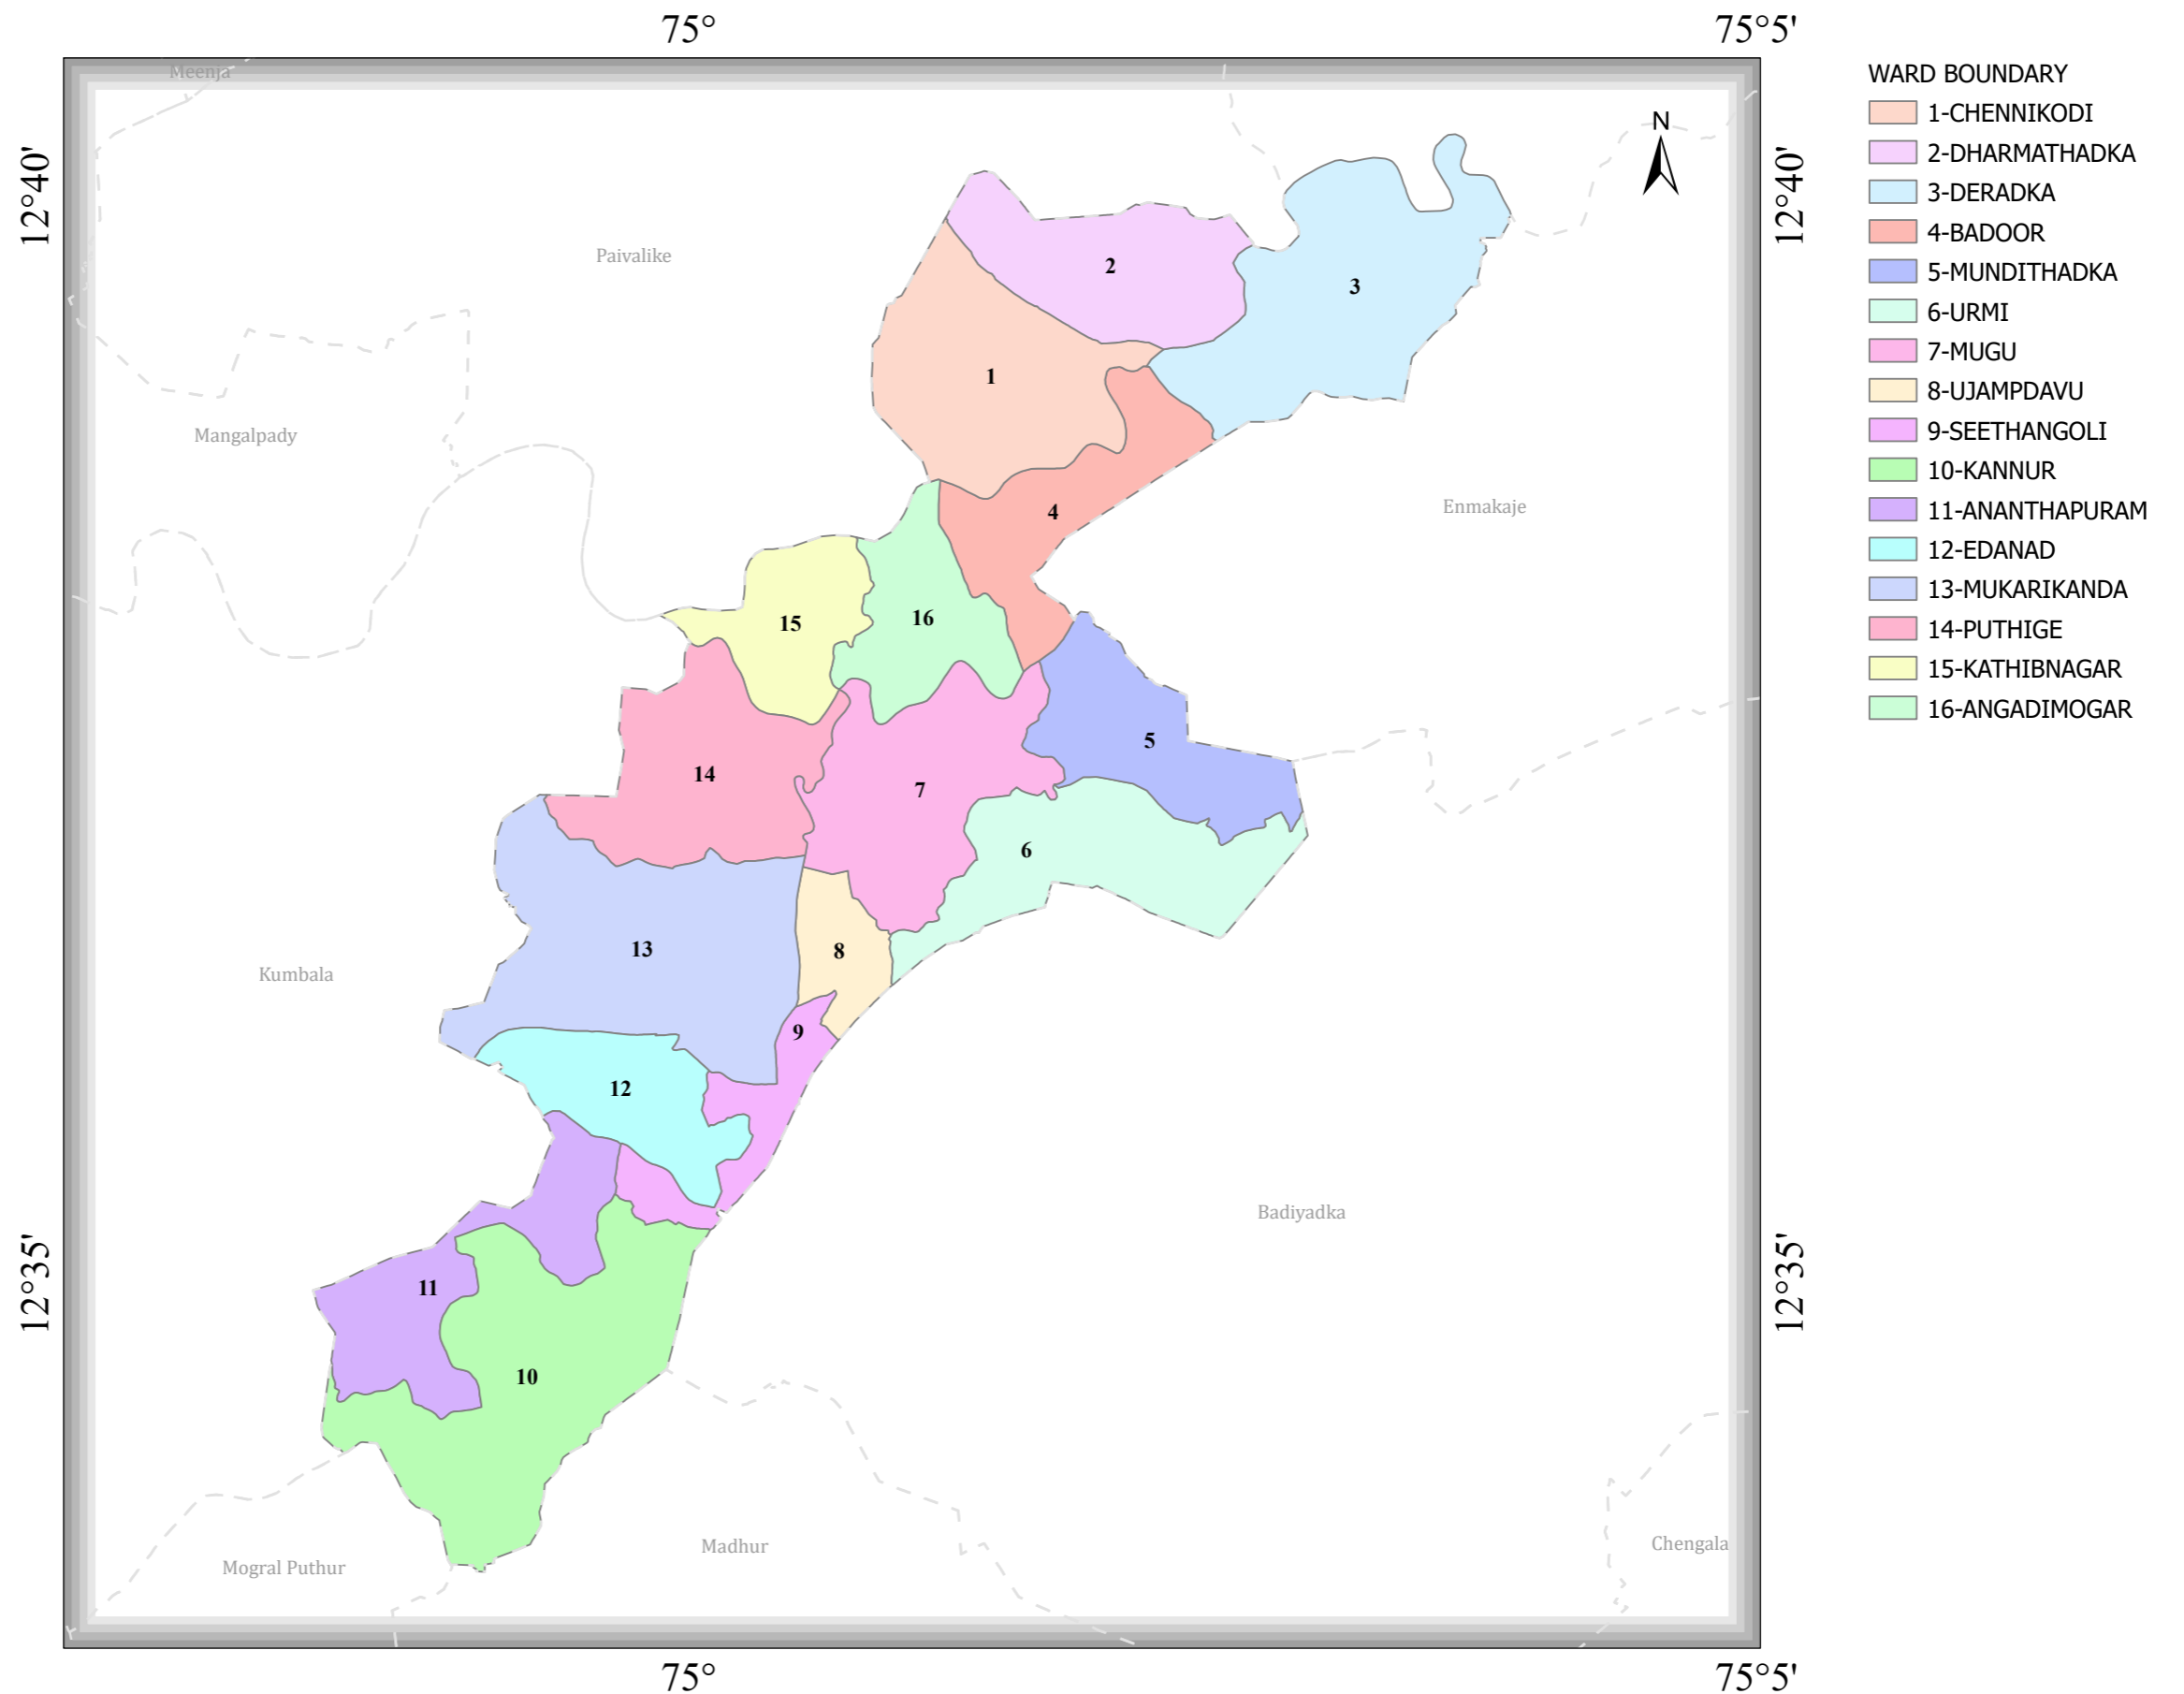 75°
75°5'
Meenja
WARD BOUNDARY
1-CHENNIKODI
2-DHARMATHADKA
3-DERADKA
4-BADOOR
5-MUNDITHADKA
6-URMI
7-MUGU
8-UJAMPDAVU
9-SEETHANGOLI
10-KANNUR
11-ANANTHAPURAM
12-EDANAD
13-MUKARIKANDA
14-PUTHIGE
15-KATHIBNAGAR
16-ANGADIMOGAR
N
12°40'
12°40'
Paivalike
2
3
1
Mangalpady
Enmakaje
4
16
15
5
14
7
6
13
8
Kumbala
9
12
Badiyadka
12°35'
12°35'
11
10
Chengala
Madhur
Mogral Puthur
75°
75°5'